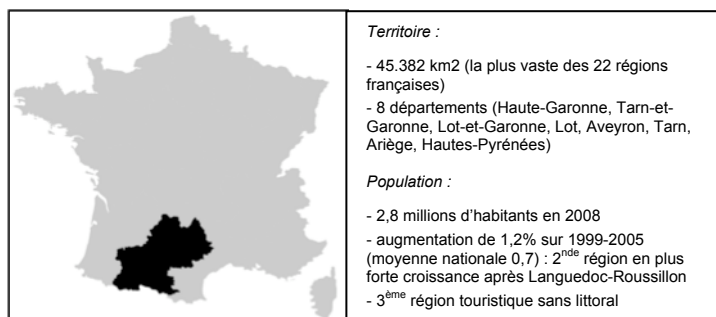 Territoire :
- 45.382 km2 (la plus vaste des 22 régions
françaises)
- 8 départements (Haute-Garonne, Tarn-et-
Garonne, Lot-et-Garonne, Lot, Aveyron, Tarn,
Ariège, Hautes-Pyrénées)
Population :
- 2,8 millions d’habitants en 2008
- augmentation de 1,2% sur 1999-2005
(moyenne nationale 0,7) : 2nde région en plus
forte croissance après Languedoc-Roussillon
- 3ème région touristique sans littoral